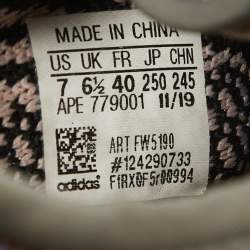 MADE IN CHINA
US UK FR JP CHN
7 6½ 40 250 245
APE 779001 11/19
ART FW5190
#124290733
adidas F1RX0F5r00994